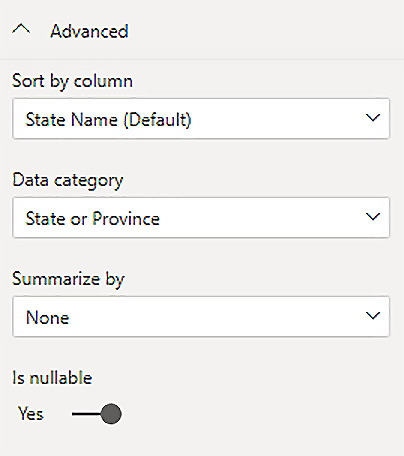 Advanced
Sort by column
State Name (Default)
Data category
State or Province
Summarize by
None
Is nullable
Yes